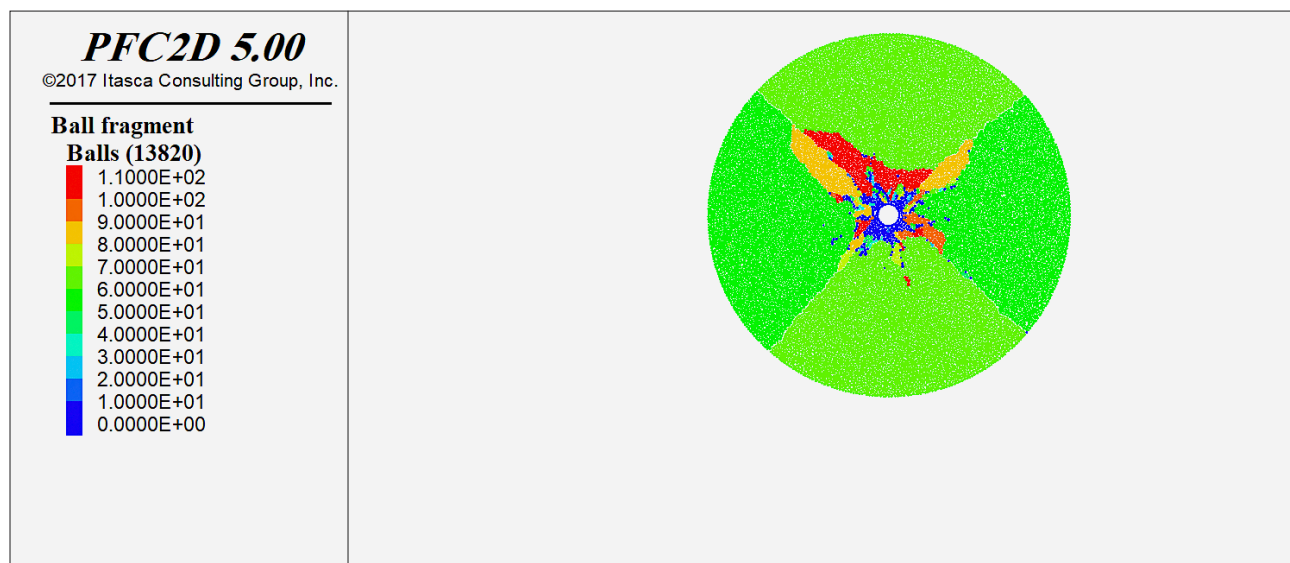 PFC2D 5.00
©2017 Itasca Consulting Group, Inc.
Ball fragment
Balls (13820)
1.1000E+02
1.0000E+02
9.0000E+01
8.0000E+01
7.0000E+01
6.0000E+01
5.0000E+01
4.0000E+01
3.0000E+01
2.0000E+01
1.0000E+01
0.0000E+00